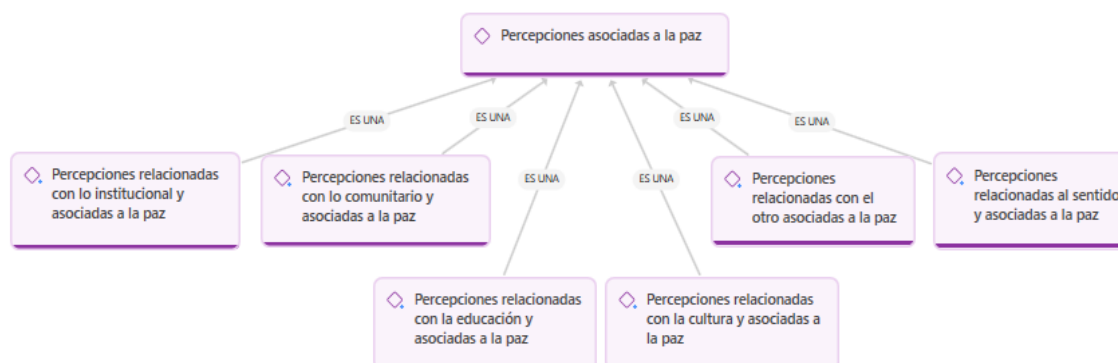 Percepciones asociadas a la paz
ES UNA
ES UNA
ES UNA
ES UNA
ES UNA
ES UNA
Percepciones relacionadas
con lo institucional y
asociadas a la paz
Percepciones relacionadas
con lo comunitario y
asociadas a la paz
Percepciones
relacionadas con el
otro asociadas a la paz
Percepciones
relacionadas al sentido
y asociadas a la paz
Percepciones relacionadas
con la educación y
asociadas a la paz
Percepciones relacionadas
con la cultura y asociadas a
la paz